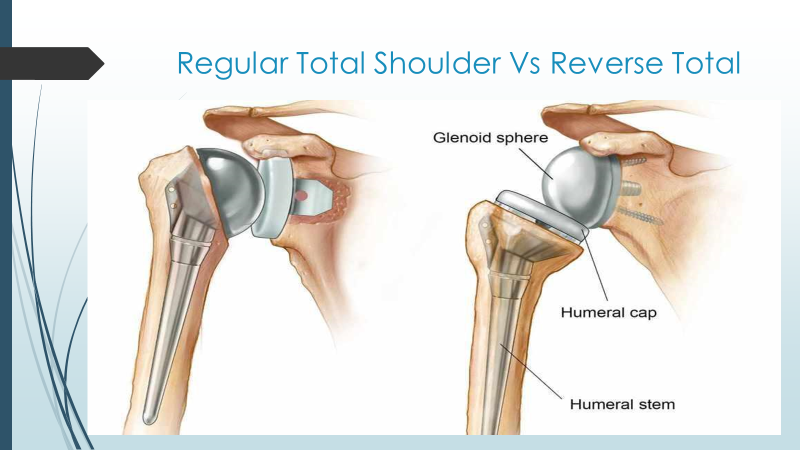 Regular Total Shoulder Vs Reverse Total
Glenoid sphere
Humeral cap
Humeral stem